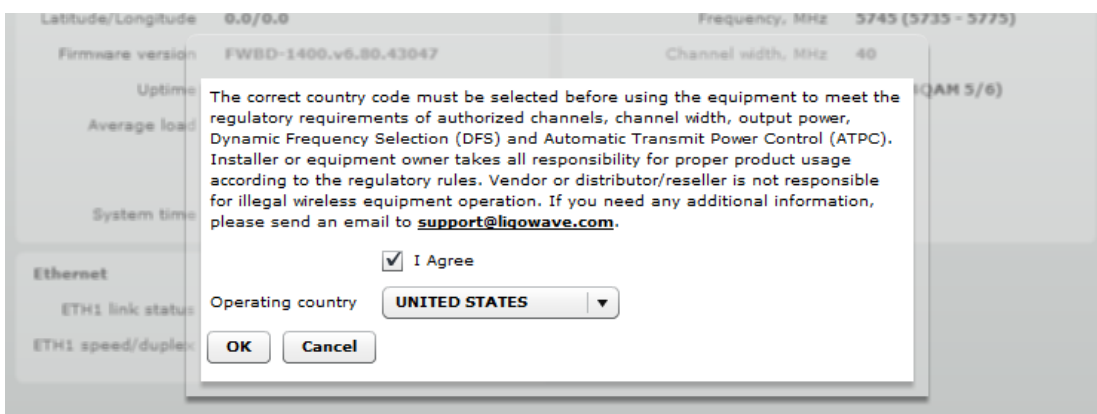 Latitude/Longitude 0.0/0.0 Frequency, MHz 5745 (5735 - 5775)
Firmware version FWBD-1400.v6.80.43047 Channel width, MHz 40
Uptime QAM 5/6)
The correct country code must be selected before using the equipment to meet the
regulatory requirements of authorized channels, channel width, output power,
Average load
Dynamic Frequency Selection (DFS) and Automatic Transmit Power Control (ATPC).
Installer or equipment owner takes all responsibility for proper product usage
according to the regulatory rules. Vendor or distributor/reseller is not responsible
for illegal wireless equipment operation. If you need any additional information,
System time
please send an email to support@ligowave.com.
I Agree
Ethernet
Operating country UNITED STATES
ETH1 link status
ETH1 speed/duplex
OK Cancel